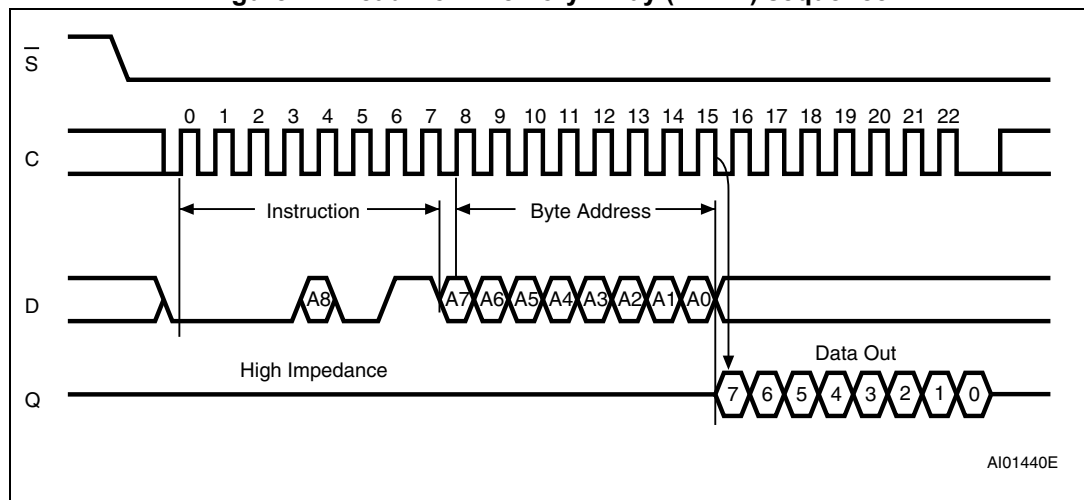 S
0 1 2 3 4 5 6 7 8 9 10 11 12 13 14 15 16 17 18 19 20 21 22
C
Instruction Byte Address
D A8 A7 A6 A5 A4 A3 A2 A1 A0
High Impedance Data Out
Q 7 6 5 4 3 2 1 0
AI01440E